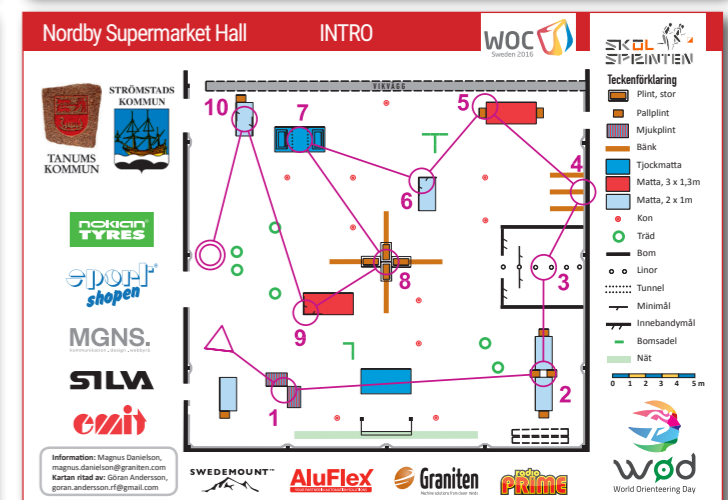 Nordby Supermarket Hall
INTRO
WOC
Sweden 2016
SKOL
SPRINTEN
TANUMS
KOMMUN
STRÖMSTADS
KOMMUN
nokian
TYRES
sport
shopen
MGNS.
SILVA
emit
Information: Magnus Danielson,
magnus.danielson@graniten.com
Kartan ritad av: Göran Andersson,
goran.andersson.rf@gmail.com
VIKVÄGG
10
7
5
4
6
3
8
9
1
2
Teckenförklaring
Plint, stor
Pallplint
Mjukplint
Bänk
Tjockmatta
Matta, 3 x 1,3m
Matta, 2 x 1m
Kon
Träd
Bom
Linor
Tunnel
Minimål
Innebandymål
Bomsadel
Nät
0 1 2 3 4 5 m
wod
World Orienteering Day
SWEDEMOUNT™
AluFlex
Graniten
radio
PRIME